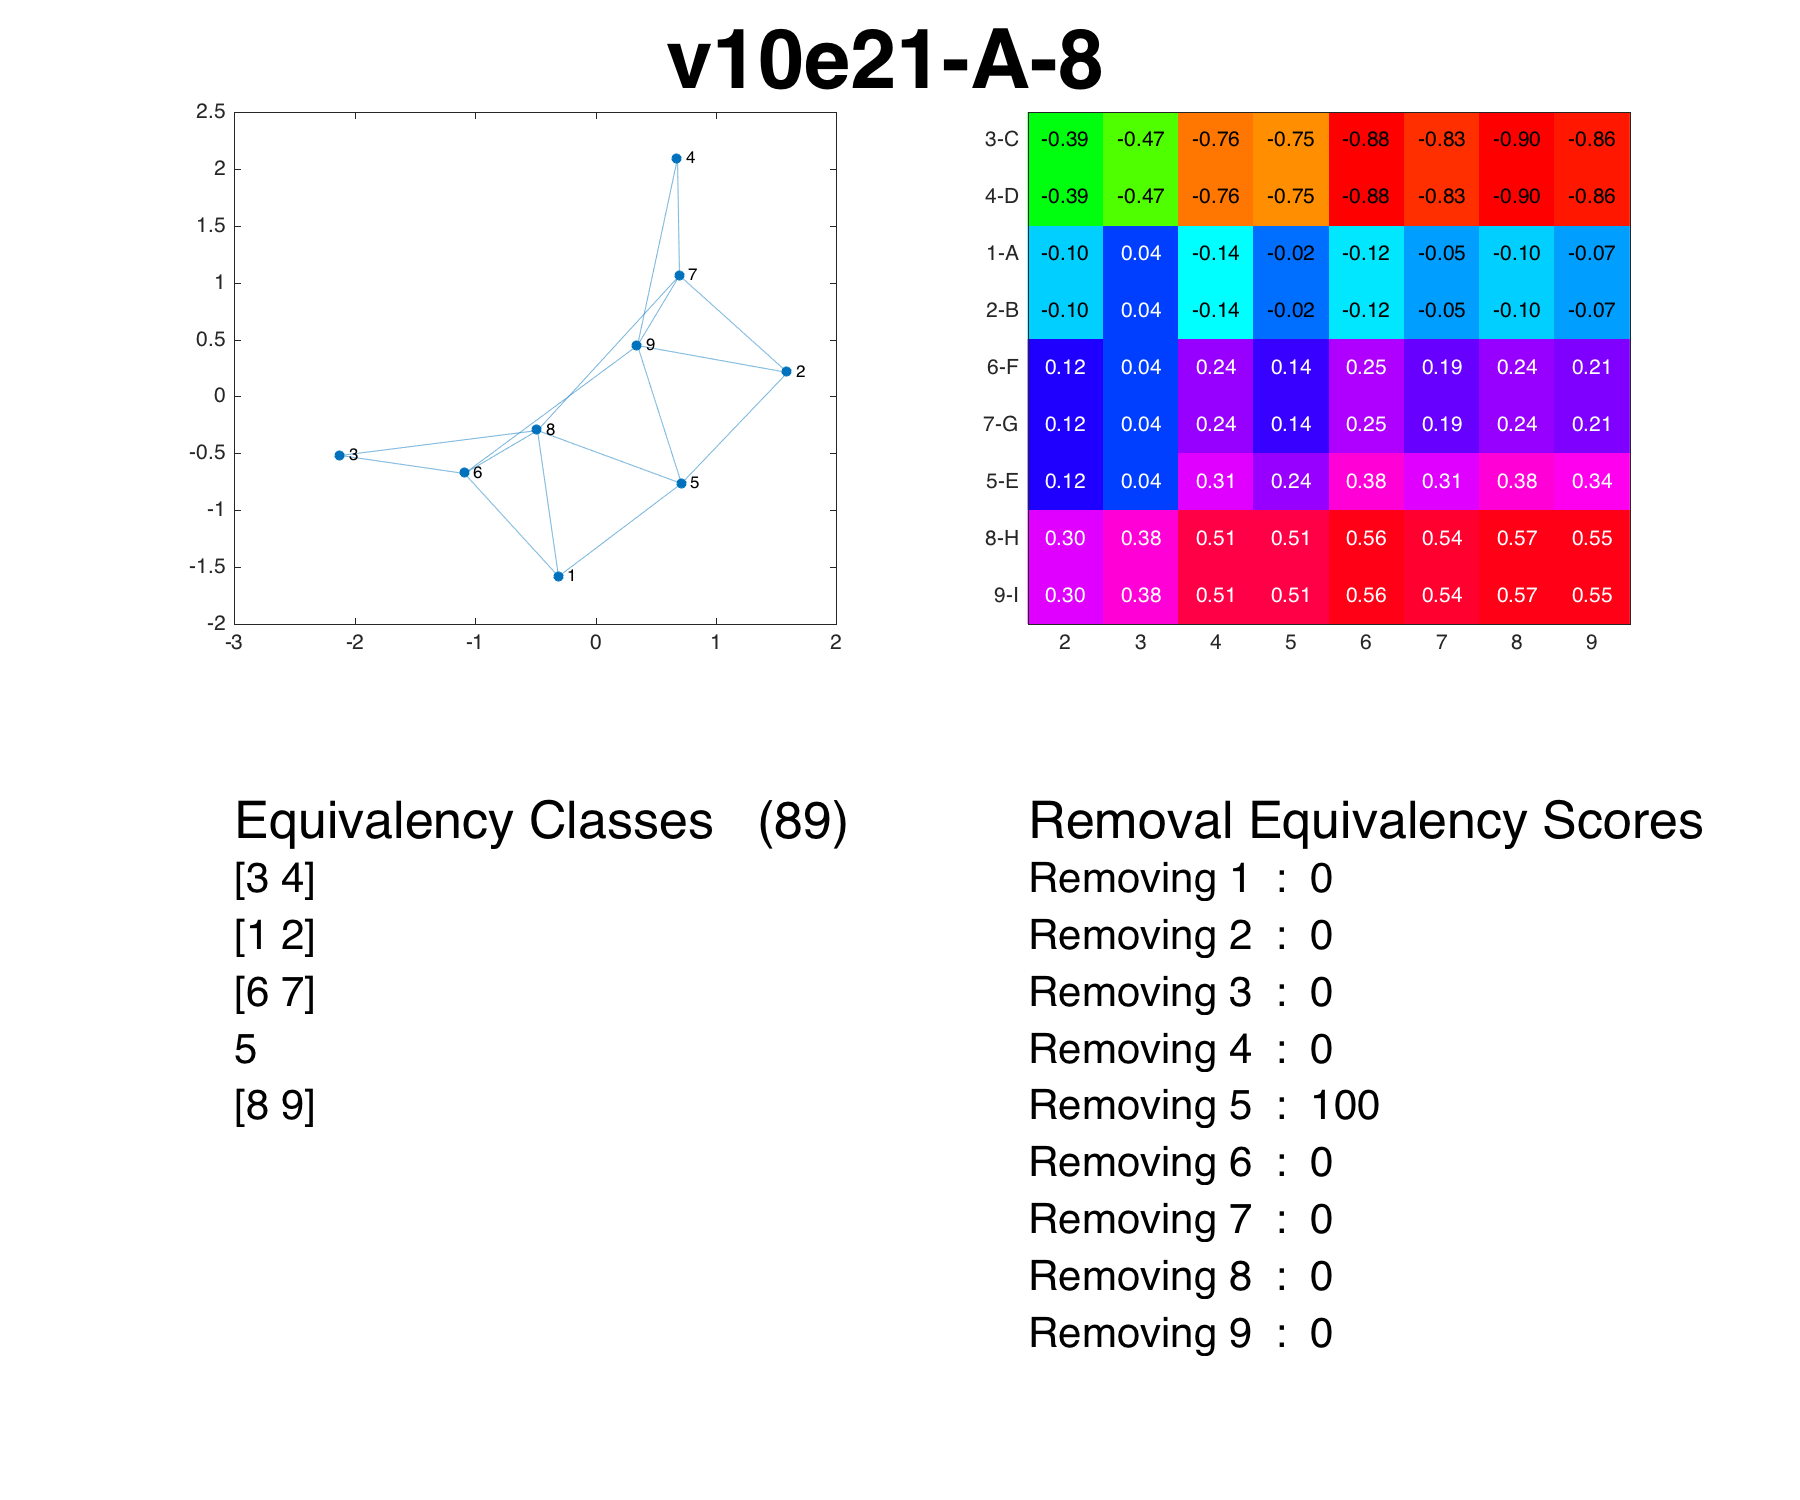 v10e21-A-8
2.5
2
1.5
1
0.5
0
-0.5
-1
-1.5
-2
-3 -2 -1 0 1 2
4
7
9
2
8
3
6
5
1
3-C -0.39 -0.47 -0.76 -0.75 -0.88 -0.83 -0.90 -0.86
4-D -0.39 -0.47 -0.76 -0.75 -0.88 -0.83 -0.90 -0.86
1-A -0.10 0.04 -0.14 -0.02 -0.12 -0.05 -0.10 -0.07
2-B -0.10 0.04 -0.14 -0.02 -0.12 -0.05 -0.10 -0.07
6-F 0.12 0.04 0.24 0.14 0.25 0.19 0.24 0.21
7-G 0.12 0.04 0.24 0.14 0.25 0.19 0.24 0.21
5-E 0.12 0.04 0.31 0.24 0.38 0.31 0.38 0.34
8-H 0.30 0.38 0.51 0.51 0.56 0.54 0.57 0.55
9-I 0.30 0.38 0.51 0.51 0.56 0.54 0.57 0.55
2 3 4 5 6 7 8 9
Equivalency Classes (89)
[3 4]
[1 2]
[6 7]
5
[8 9]
Removal Equivalency Scores
Removing 1 : 0
Removing 2 : 0
Removing 3 : 0
Removing 4 : 0
Removing 5 : 100
Removing 6 : 0
Removing 7 : 0
Removing 8 : 0
Removing 9 : 0